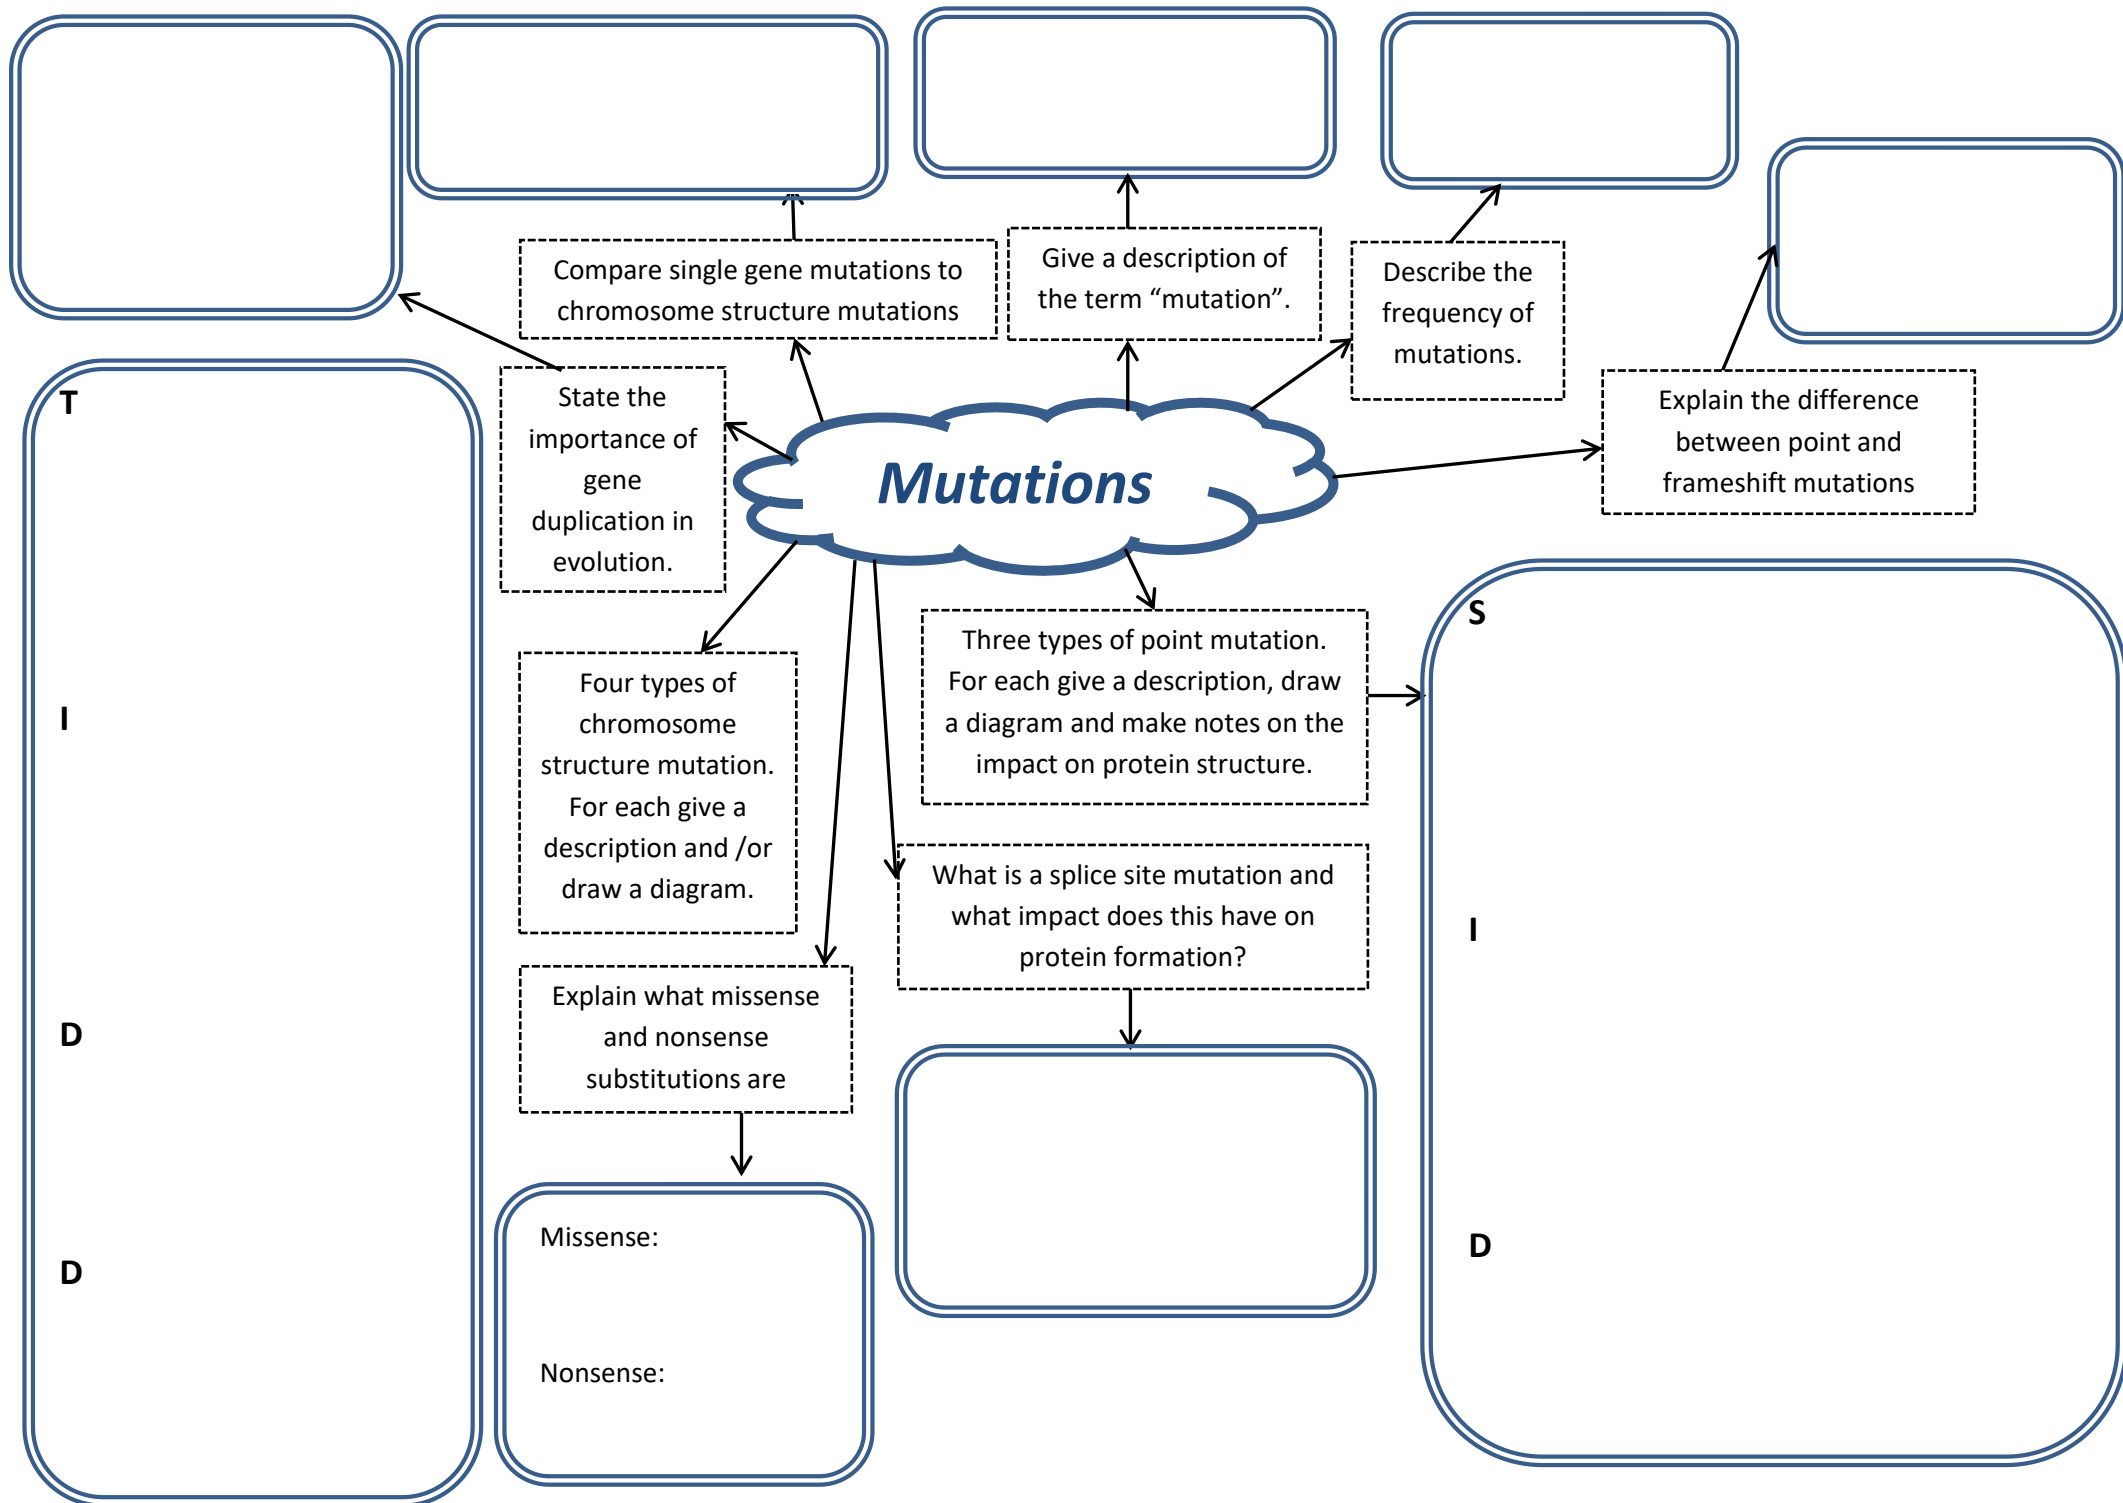 Compare single gene mutations to
chromosome structure mutations
Give a description of
the term “mutation”.
Describe the
frequency of
mutations.
Explain the difference
between point and
frameshift mutations
State the
importance of
gene
duplication in
evolution.
Mutations
T
I
D
D
Four types of
chromosome
structure mutation.
For each give a
description and /or
draw a diagram.
Three types of point mutation.
For each give a description, draw
a diagram and make notes on the
impact on protein structure.
S
I
D
What is a splice site mutation and
what impact does this have on
protein formation?
Explain what missense
and nonsense
substitutions are
Missense:
Nonsense: